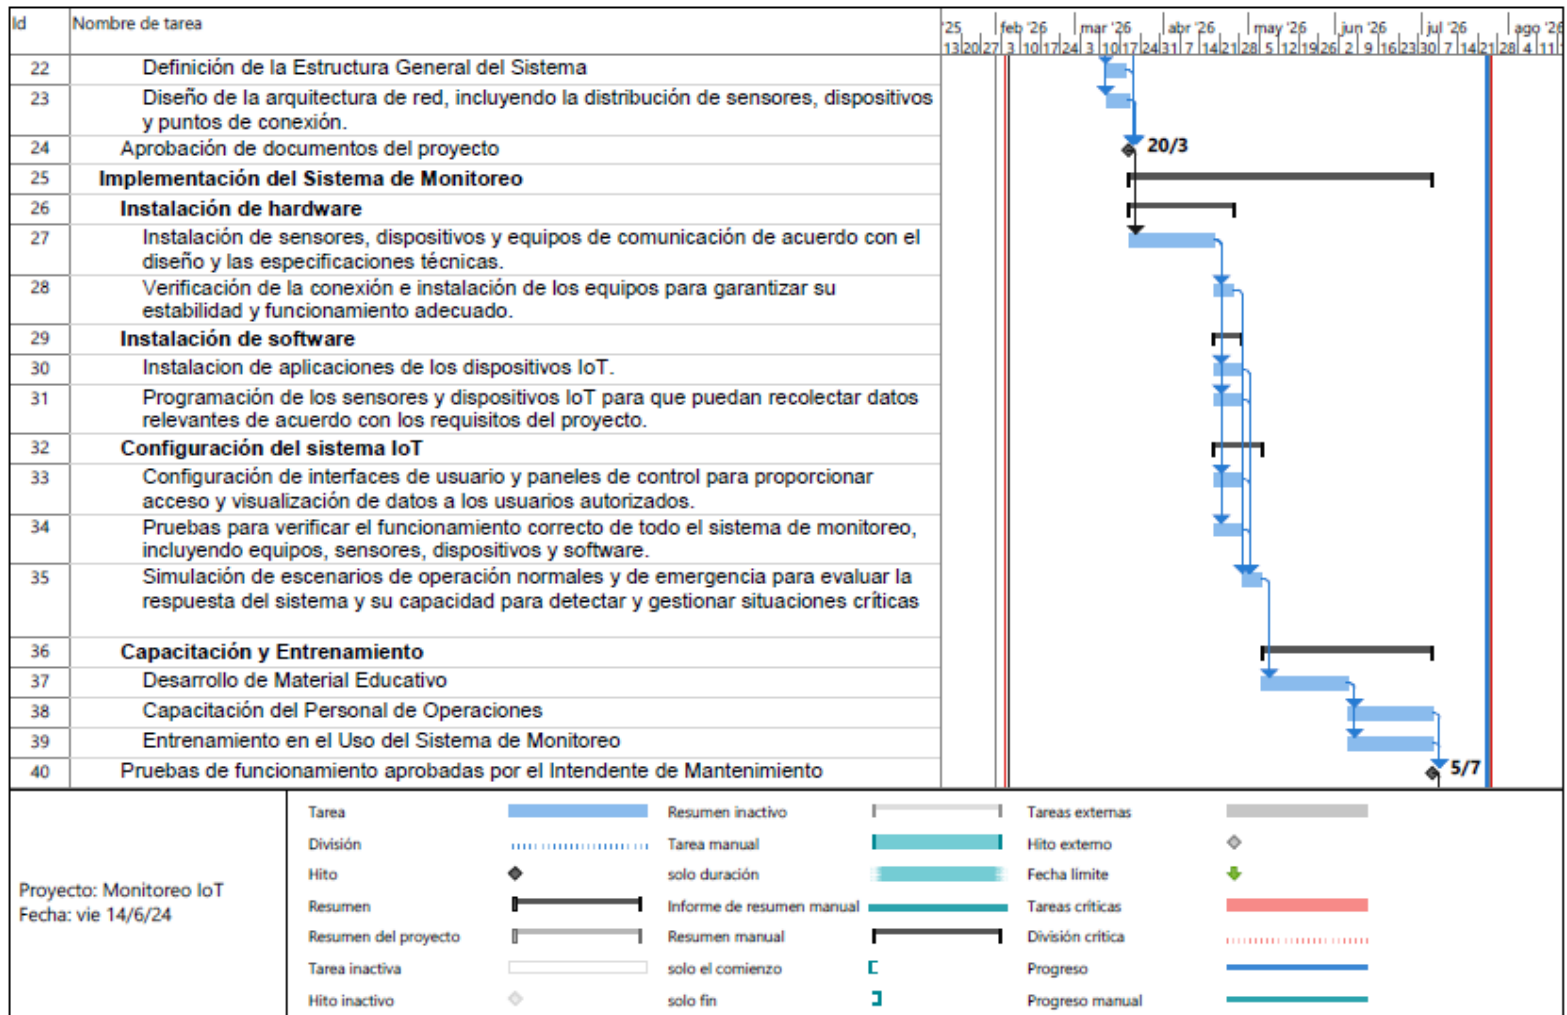 Id Nombre de tarea
'25 feb '26 mar '26 abr '26 may '26 jun '26 jul '26 ago '26
13 20 27 3 10 17 24 3 10 17 24 31 7 14 21 28 5 12 19 26 2 9 16 23 30 7 14 21 28 4 11
22 Definición de la Estructura General del Sistema
23 Diseño de la arquitectura de red, incluyendo la distribución de sensores, dispositivos
y puntos de conexión.
24 Aprobación de documentos del proyecto 20/3
25 Implementación del Sistema de Monitoreo
26 Instalación de hardware
27 Instalación de sensores, dispositivos y equipos de comunicación de acuerdo con el
diseño y las especificaciones técnicas.
28 Verificación de la conexión e instalación de los equipos para garantizar su
estabilidad y funcionamiento adecuado.
29 Instalación de software
30 Instalacion de aplicaciones de los dispositivos IoT.
31 Programación de los sensores y dispositivos IoT para que puedan recolectar datos
relevantes de acuerdo con los requisitos del proyecto.
32 Configuración del sistema IoT
33 Configuración de interfaces de usuario y paneles de control para proporcionar
acceso y visualización de datos a los usuarios autorizados.
34 Pruebas para verificar el funcionamiento correcto de todo el sistema de monitoreo,
incluyendo equipos, sensores, dispositivos y software.
35 Simulación de escenarios de operación normales y de emergencia para evaluar la
respuesta del sistema y su capacidad para detectar y gestionar situaciones críticas
36 Capacitación y Entrenamiento
37 Desarrollo de Material Educativo
38 Capacitación del Personal de Operaciones
39 Entrenamiento en el Uso del Sistema de Monitoreo
40 Pruebas de funcionamiento aprobadas por el Intendente de Mantenimiento 5/7
Proyecto: Monitoreo IoT
Fecha: vie 14/6/24
Tarea
División
Hito
Resumen
Resumen del proyecto
Tarea inactiva
Hito inactivo
Resumen inactivo
Tarea manual
solo duración
Informe de resumen manual
Resumen manual
solo el comienzo
solo fin
Tareas externas
Hito externo
Fecha límite
Tareas críticas
División crítica
Progreso
Progreso manual